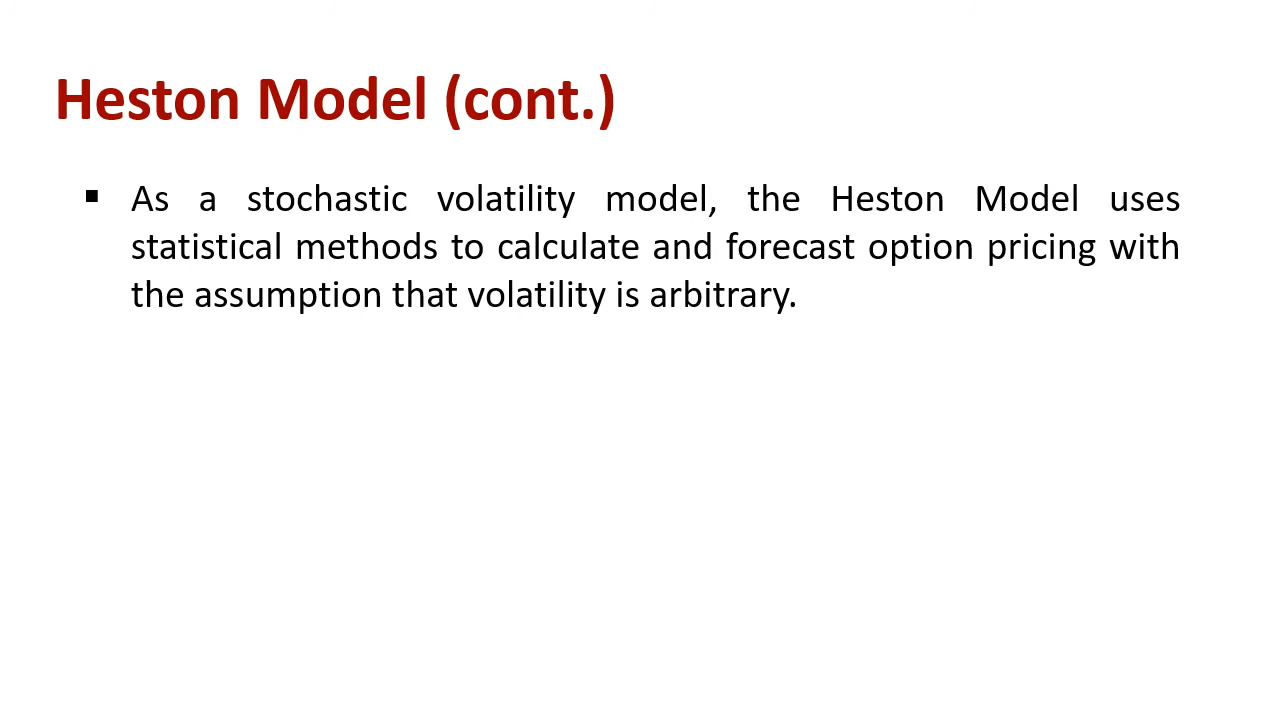 Heston Model (cont.)
▪ As a stochastic volatility model, the Heston Model uses
statistical methods to calculate and forecast option pricing with
the assumption that volatility is arbitrary.